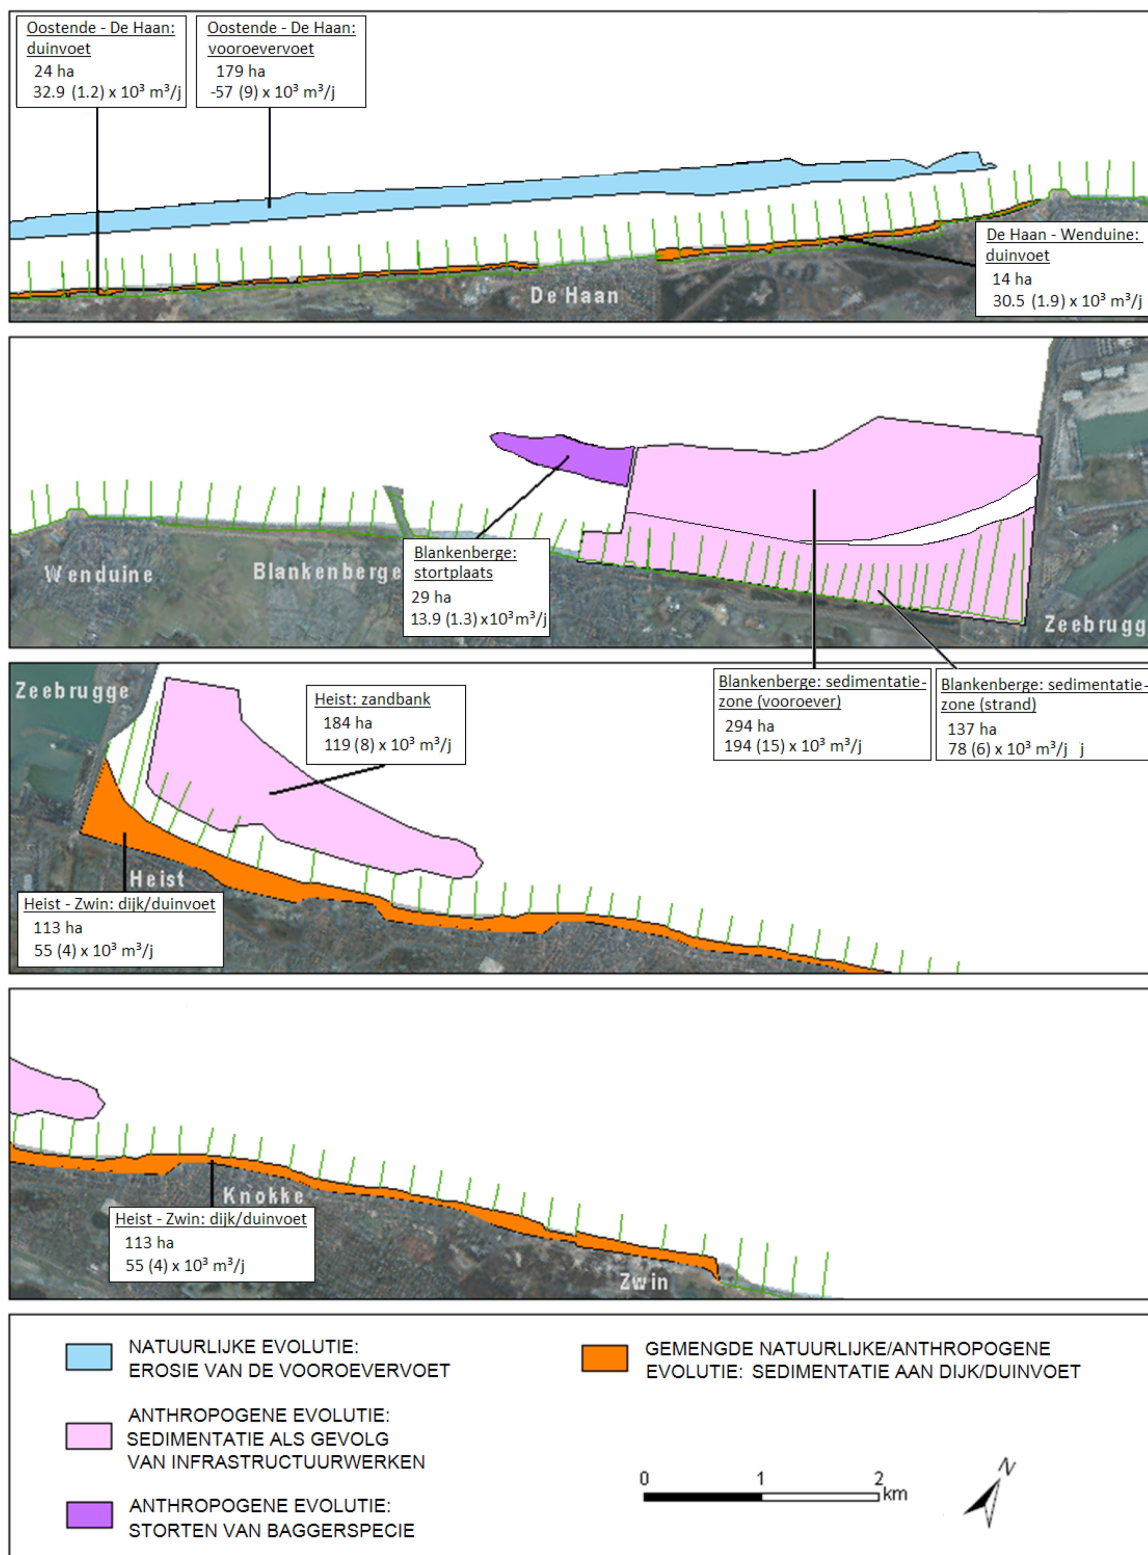 Oostende - De Haan:
duinvoet
24 ha
32.9 (1.2) x 10³ m³/j
Oostende - De Haan:
vooroevervoet
179 ha
-57 (9) x 10³ m³/j
De Haan
De Haan - Wenduine:
duinvoet
14 ha
30.5 (1.9) x 10³ m³/j
Wenduine
Blankenberge
Blankenberge:
stortplaats
29 ha
13.9 (1.3) x10³m³/j
Zeebrugg
Blankenberge: sedimentatie-
zone (vooroever)
294 ha
194 (15) x 10³ m³/j
Blankenberge: sedimentatie-
zone (strand)
137 ha
78 (6) x 10³ m³/j j
Zeebrugge
Heist: zandbank
184 ha
119 (8) x 10³ m³/j
Heist
Heist - Zwin: dijk/duinvoet
113 ha
55 (4) x 10³ m³/j
Knokke
Heist - Zwin: dijk/duinvoet
113 ha
55 (4) x 10³ m³/j
Zwin
NATUURLIJKE EVOLUTIE:
EROSIE VAN DE VOOROEVERVOET
ANTHROPOGENE EVOLUTIE:
SEDIMENTATIE ALS GEVOLG
VAN INFRASTRUCTUURWERKEN
ANTHROPOGENE EVOLUTIE:
STORTEN VAN BAGGERSPECIE
GEMENGDE NATUURLIJKE/ANTHROPOGENE
EVOLUTIE: SEDIMENTATIE AAN DIJK/DUINVOET
0 1 2
km
N